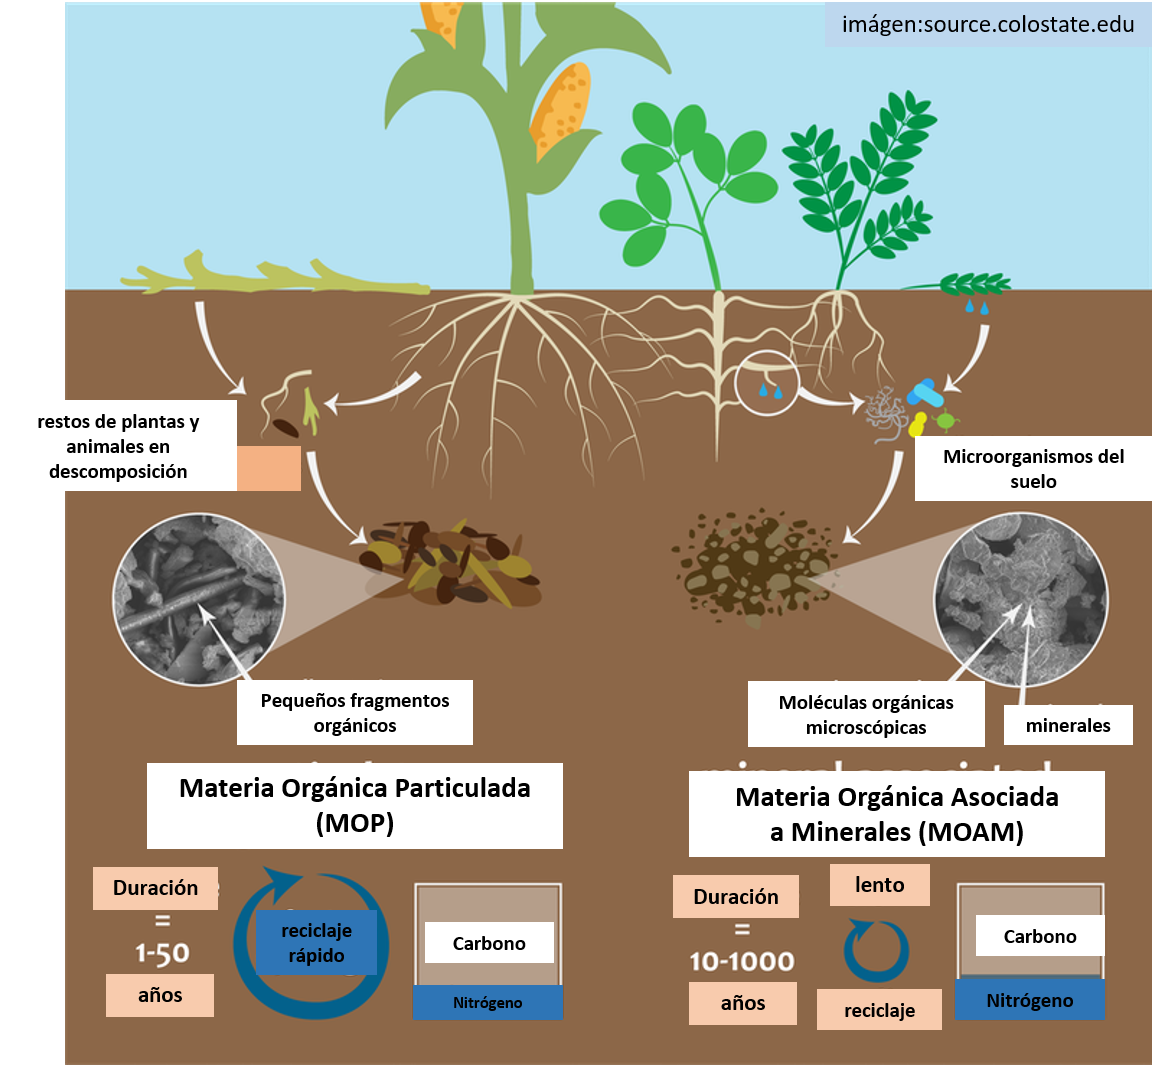 imágen:source.colostate.edu
restos de plantas y
animales en
descomposición
Microorganismos del
suelo
Pequeños fragmentos
orgánicos
Moléculas orgánicas
microscópicas
minerales
Materia Orgánica Particulada
(MOP)
mineral associated
Materia Orgánica Asociada
a Minerales (MOAM)
Duración
=
1-50
años
reciclaje
rápido
Carbono
Nitrógeno
Duración
=
10-1000
años
lento
reciclaje
Carbono
Nitrógeno